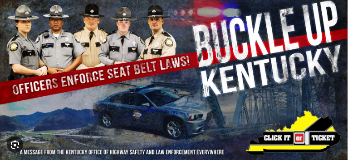 BUCKLE UP
KENTUCKY
OFFICERS ENFORCE SEAT BELT LAWS!
CLICK IT or TICKET
A MESSAGE FROM THE KENTUCKY OFFICE OF HIGHWAY SAFETY AND LAW ENFORCEMENT EVERYWHERE